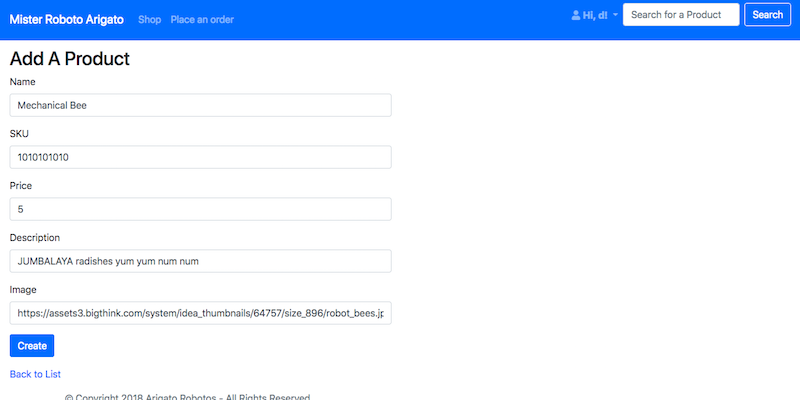 Mister Roboto Arigato Shop Place an order Hi, d! Search for a Product Search
Add A Product
Name
Mechanical Bee
SKU
1010101010
Price
5
Description
JUMBALAYA radishes yum yum num num
Image
https://assets3.bigthink.com/system/idea_thumbnails/64757/size_896/robot_bees.jp
Create
Back to List
© Copyright 2018 Arigato Robotos - All Rights Reserved